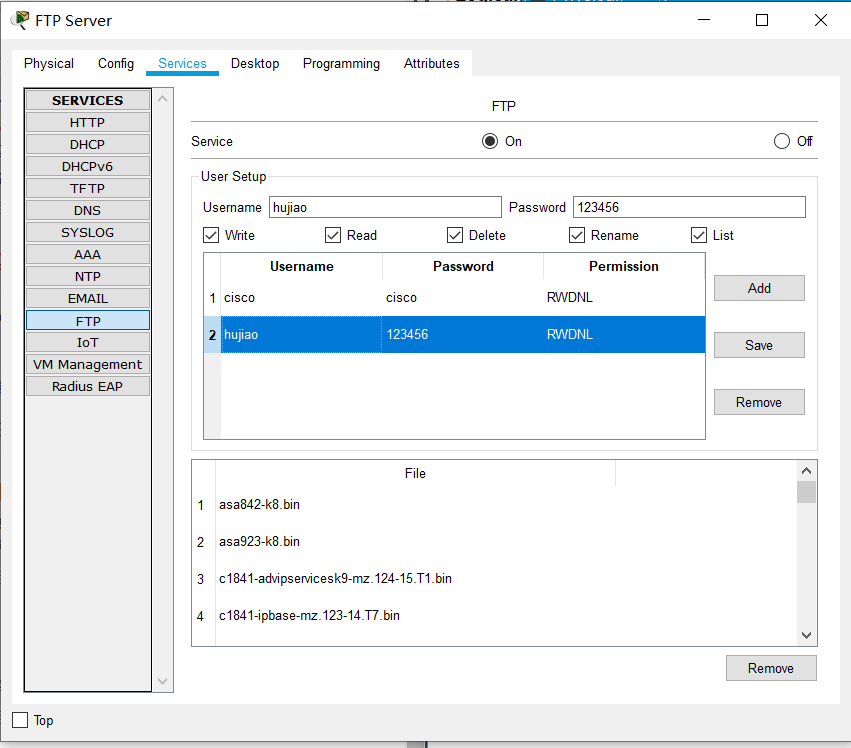 FTP Server
Physical Config Services Desktop Programming Attributes
SERVICES
HTTP
DHCP
DHCPv6
TFTP
DNS
SYSLOG
AAA
NTP
EMAIL
FTP
IoT
VM Management
Radius EAP
FTP
Service On Off
User Setup
Username hujiao Password 123456
Write Read Delete Rename List
Username Password Permission
1 cisco cisco RWDNL
2 hujiao 123456 RWDNL
Add
Save
Remove
File
1 asa842-k8.bin
2 asa923-k8.bin
3 c1841-advipservicesk9-mz.124-15.T1.bin
4 c1841-ipbase-mz.123-14.T7.bin
Remove
Top